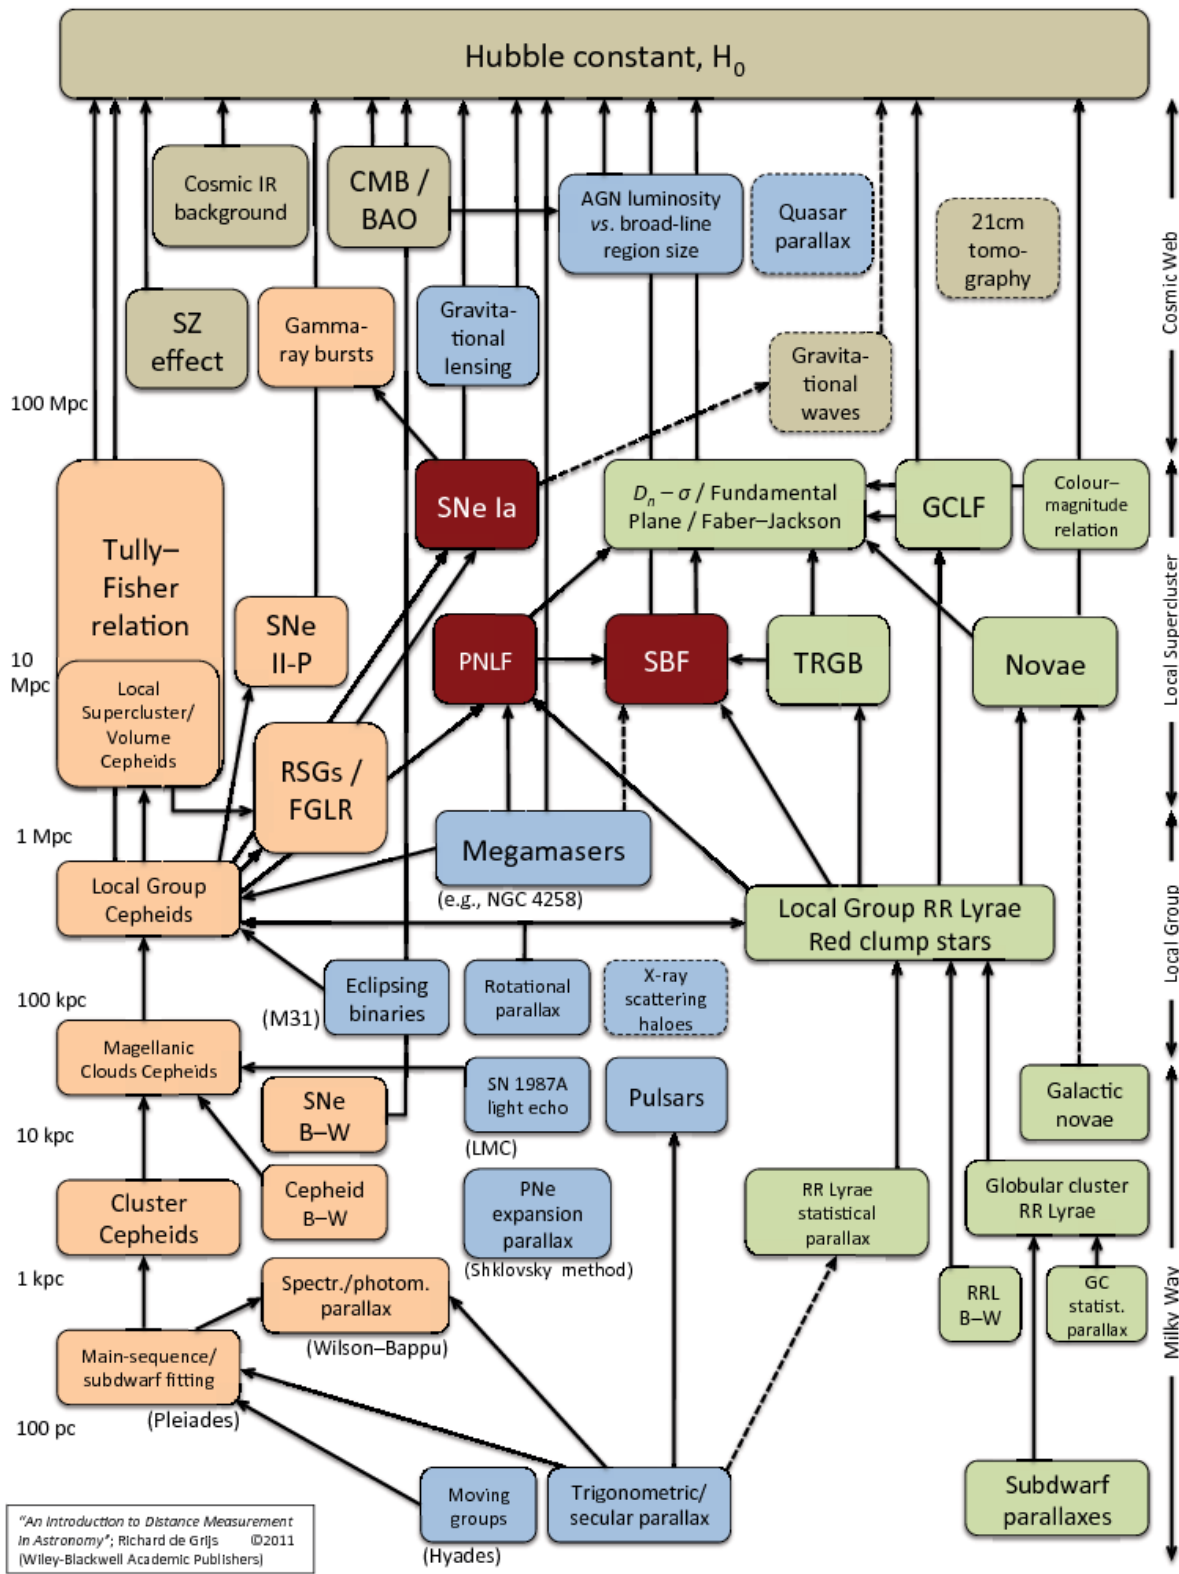 Hubble constant, H0
Cosmic IR
background
CMB /
BAO
AGN luminosity
vs. broad-line
region size
Quasar
parallax
21cm
tomo-
graphy
Cosmic Web
SZ
effect
Gamma-
ray bursts
Gravita-
tional
lensing
Gravita-
tional
waves
100 Mpc
Tully–
Fisher
relation
SNe Ia
Dn – σ / Fundamental
Plane / Faber–Jackson
GCLF
Colour–
magnitude
relation
Local Supercluster
SNe
II-P
PNLF
SBF
TRGB
Novae
10
Mpc
Local
Supercluster/
Volume
Cepheids
RSGs /
FGLR
1 Mpc
Megamasers
(e.g., NGC 4258)
Local Group
Cepheids
Local Group RR Lyrae
Red clump stars
Local Group
100 kpc
Eclipsing
binaries
(M31)
Rotational
parallax
X-ray
scattering
haloes
Magellanic
Clouds Cepheids
SNe
B–W
SN 1987A
light echo
(LMC)
Pulsars
Galactic
novae
10 kpc
Cluster
Cepheids
Cepheid
B–W
PNe
expansion
parallax
(Shklovsky method)
RR Lyrae
statistical
parallax
Globular cluster
RR Lyrae
1 kpc
Spectr./photom.
parallax
(Wilson–Bappu)
RRL
B–W
GC
statist.
parallax
Milky Way
Main-sequence/
subdwarf fitting
(Pleiades)
100 pc
Moving
groups
(Hyades)
Trigonometric/
secular parallax
Subdwarf
parallaxes
"An Introduction to Distance Measurement
in Astronomy"; Richard de Grijs ©2011
(Wiley-Blackwell Academic Publishers)